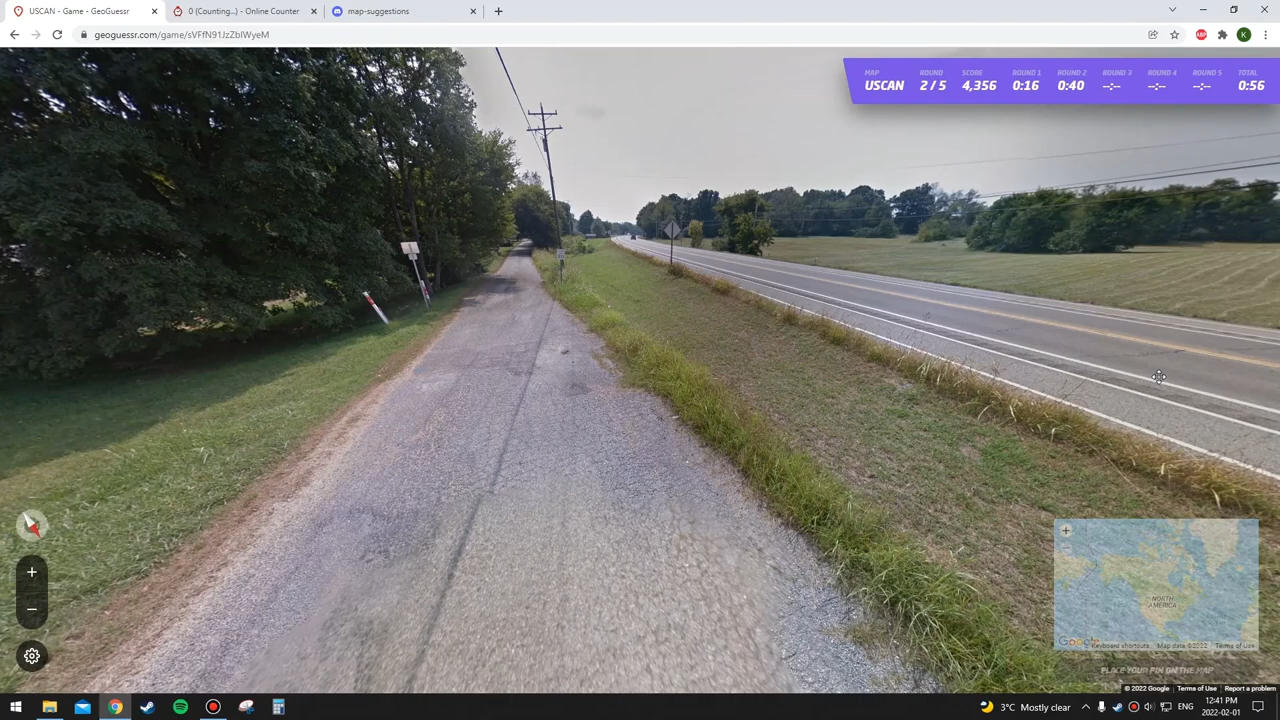 USCAN - Game - GeoGuessr
0 (Counting...) - Online Counter
map-suggestions
geoguessr.com/game/sVFfN91JzZbIWyeM
ABP
K
MAP ROUND SCORE ROUND 1 ROUND 2 ROUND 3 ROUND 4 ROUND 5 TOTAL
USCAN 2 / 5 4,356 0:16 0:40 --:-- --:-- --:-- 0:56
NORTH
AMERICA
Google
Keyboard shortcuts Map data ©2022 Terms of Use
PLACE YOUR PIN ON THE MAP
© 2022 Google Terms of Use Report a problem
3°C Mostly clear
ENG
12:41 PM
2022-02-01